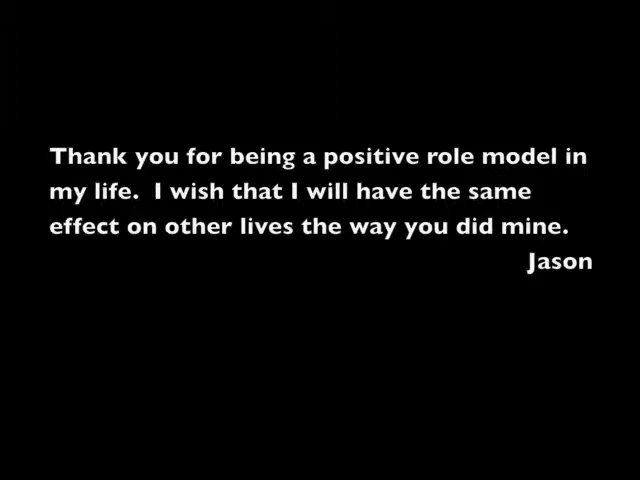 Thank you for being a positive role model in
my life.  I wish that I will have the same
effect on other lives the way you did mine.
Jason